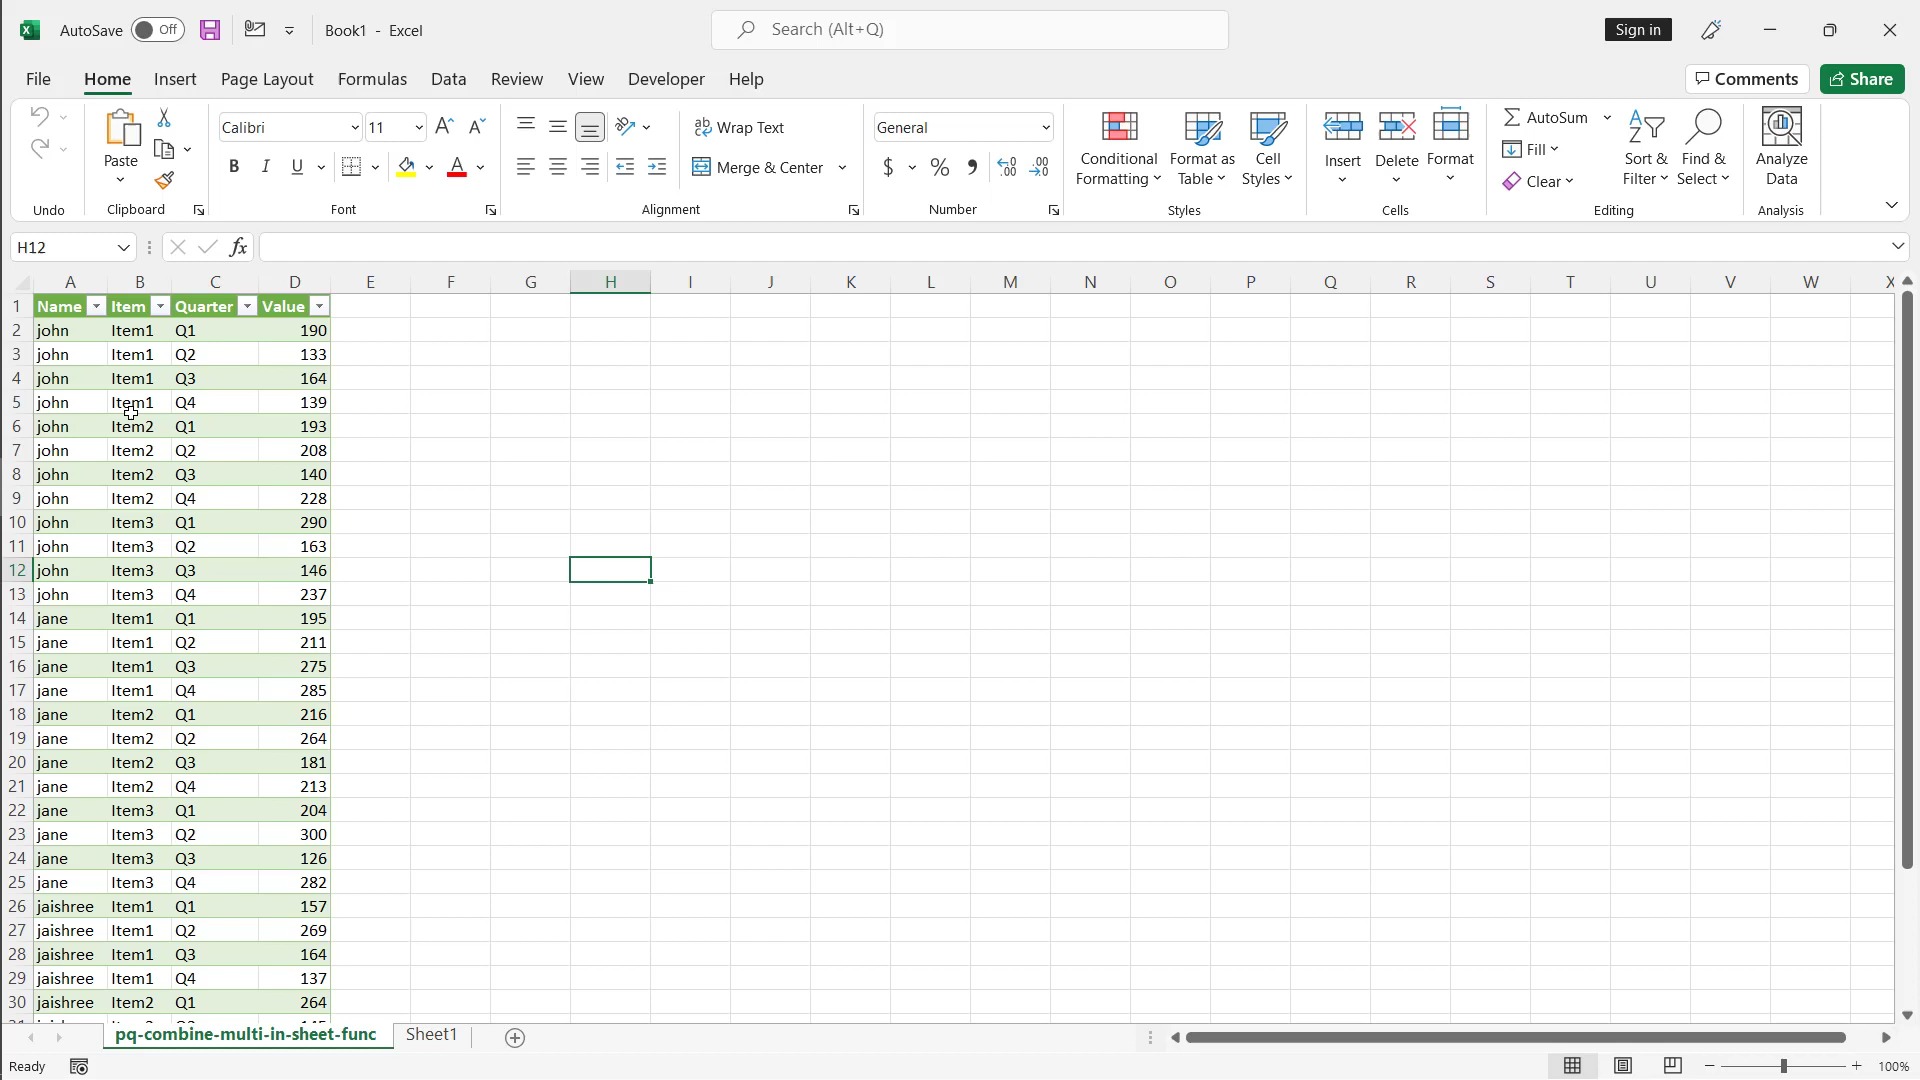 AutoSave Off Book1 - Excel Search (Alt+Q) Sign in
File Home Insert Page Layout Formulas Data Review View Developer Help Comments Share
Calibri 11 Wrap Text General AutoSum
Paste Conditional Formatting Format as Table Cell Styles Insert Delete Format Fill Sort & Filter Find & Select Analyze Data
B I U Merge & Center $ % Clear
Undo Clipboard Font Alignment Number Styles Cells Editing Analysis
H12 fx
A B C D E F G H I J K L M N O P Q R S T U V W X
1 Name Item Quarter Value
2 john Item1 Q1 190
3 john Item1 Q2 133
4 john Item1 Q3 164
5 john Item1 Q4 139
6 john Item2 Q1 193
7 john Item2 Q2 208
8 john Item2 Q3 140
9 john Item2 Q4 228
10 john Item3 Q1 290
11 john Item3 Q2 163
12 john Item3 Q3 146
13 john Item3 Q4 237
14 jane Item1 Q1 195
15 jane Item1 Q2 211
16 jane Item1 Q3 275
17 jane Item1 Q4 285
18 jane Item2 Q1 216
19 jane Item2 Q2 264
20 jane Item2 Q3 181
21 jane Item2 Q4 213
22 jane Item3 Q1 204
23 jane Item3 Q2 300
24 jane Item3 Q3 126
25 jane Item3 Q4 282
26 jaishree Item1 Q1 157
27 jaishree Item1 Q2 269
28 jaishree Item1 Q3 164
29 jaishree Item1 Q4 137
30 jaishree Item2 Q1 264
pq-combine-multi-in-sheet-func Sheet1
Ready 100%